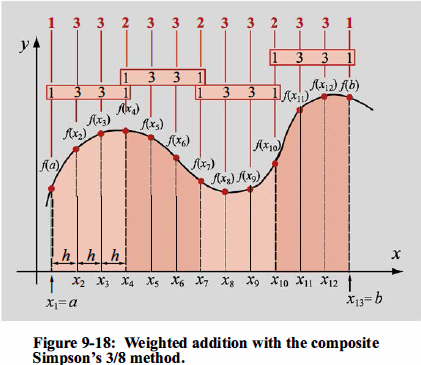 1 3 3 2 3 3 2 3 3 2 3 3 1
y
1 3 3 1
1 3 3 1
1 3 3 1
1 3 3 1
f(a) f(x₂) f(x₃) f(x₄) f(x₅) f(x₆) f(x₇) f(x₈) f(x₉) f(x₁₀) f(x₁₁) f(x₁₂) f(b)
h h h
x
x₂ x₃ x₄ x₅ x₆ x₇ x₈ x₉ x₁₀ x₁₁ x₁₂
x₁=a x₁₃=b
Figure 9-18: Weighted addition with the composite
Simpson's 3/8 method.